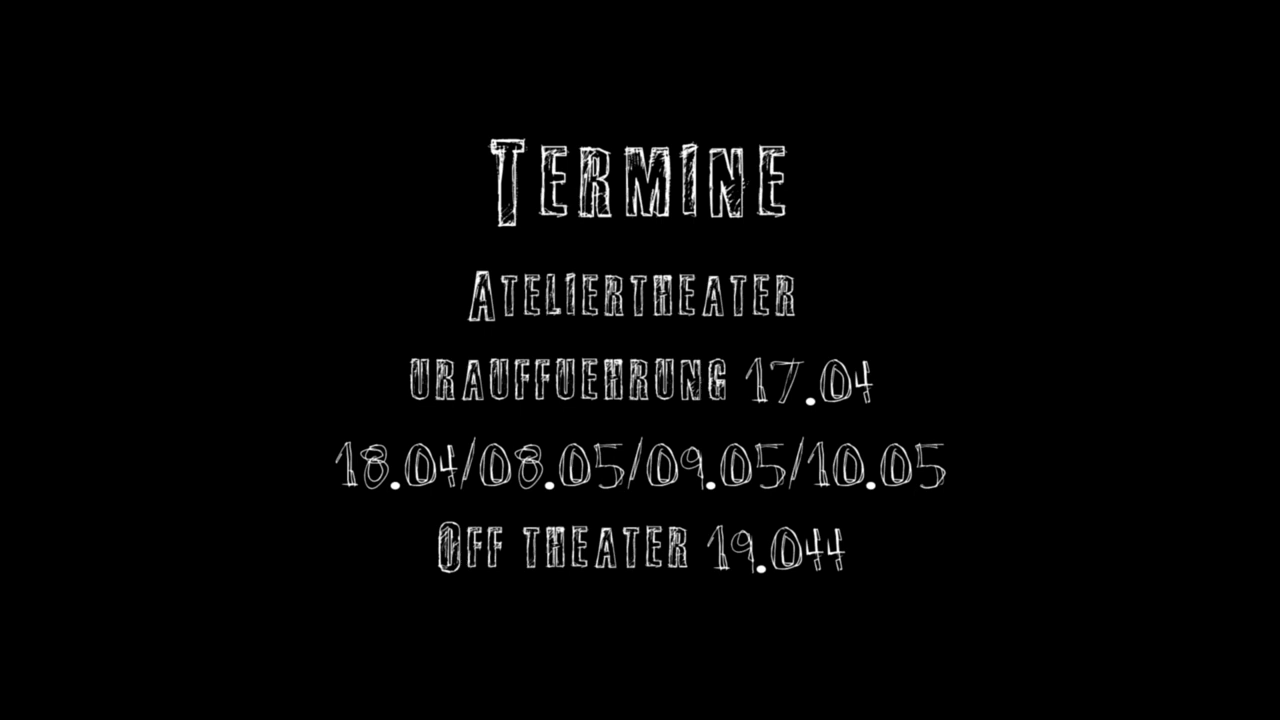 Termine
Ateliertheater
urauffuehrung 17.04
18.04/08.05/09.05/10.05
Off theater 19.044